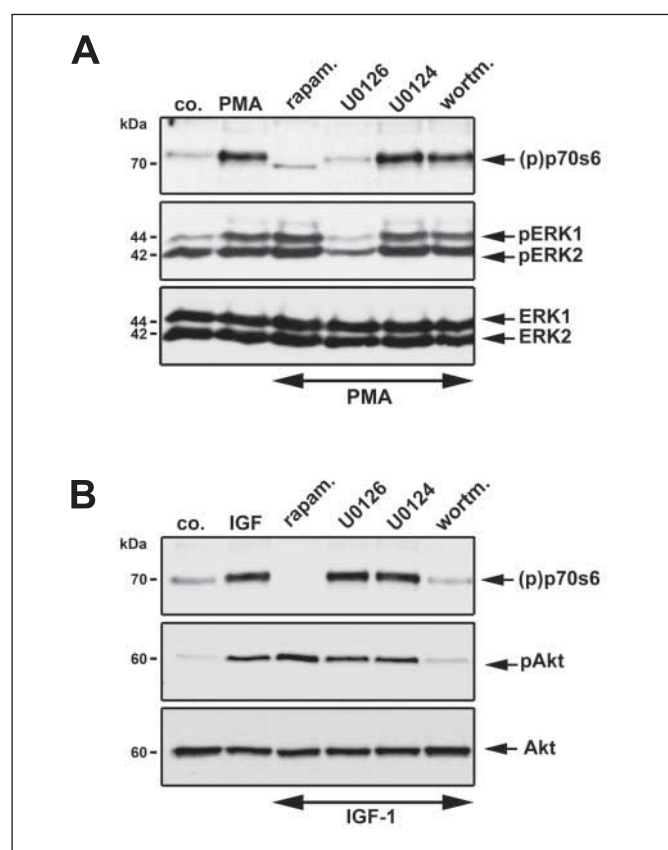 A
co. PMA rapam. U0126 U0124 wortm.
kDa
70 (p)p70s6
44 pERK1
42 pERK2
44 ERK1
42 ERK2
PMA
B
co. IGF rapam. U0126 U0124 wortm.
kDa
70 (p)p70s6
60 pAkt
60 Akt
IGF-1